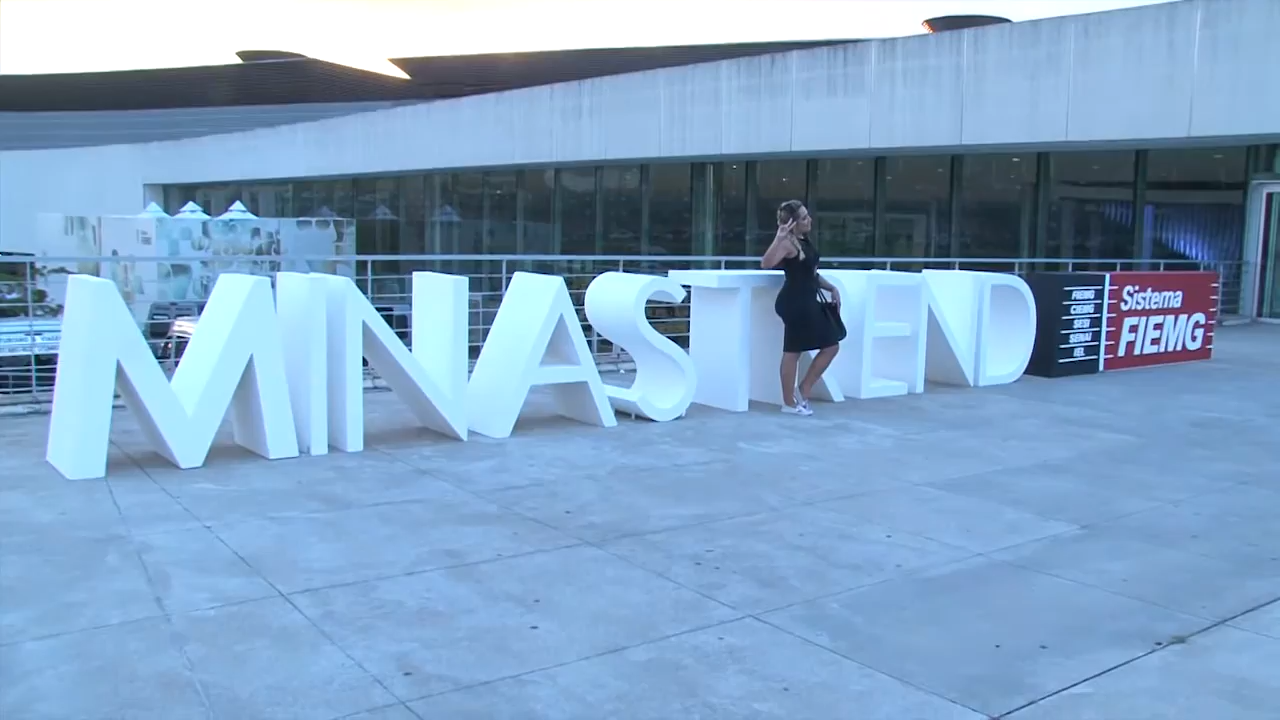 MINASTREND
FIEMG
CIEMG
SESI
SENAI
IEL
Sistema
FIEMG